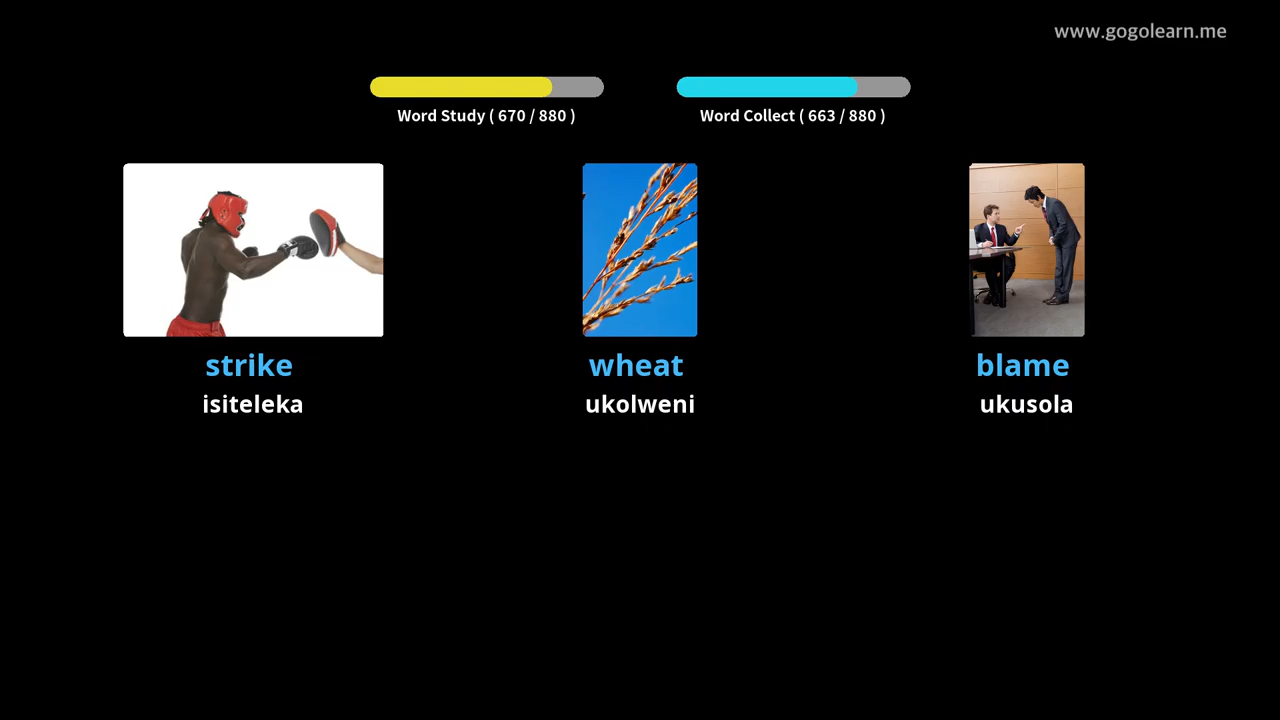 www.gogolearn.me
Word Study ( 670 / 880 )
Word Collect ( 663 / 880 )
strike
isiteleka
wheat
ukolweni
blame
ukusola